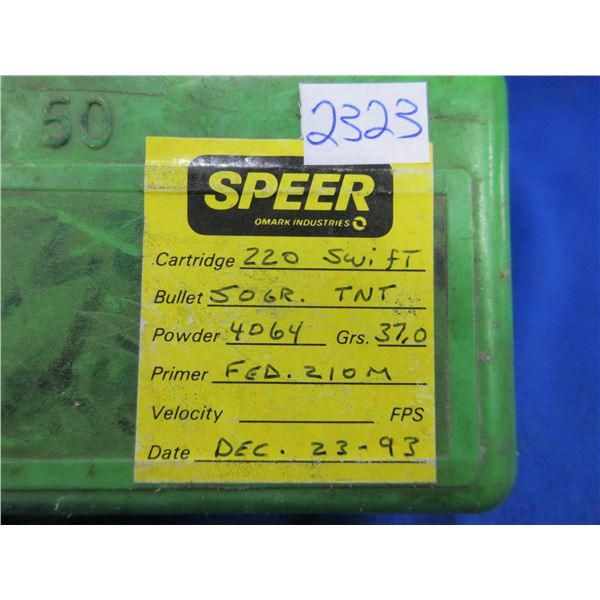 50
2323
SPEER
OMARK INDUSTRIES
Cartridge 220 SwifT
Bullet 50GR. TNT
Powder 4064 Grs. 37,0
Primer FED. 210M
Velocity FPS
Date DEC. 23-93